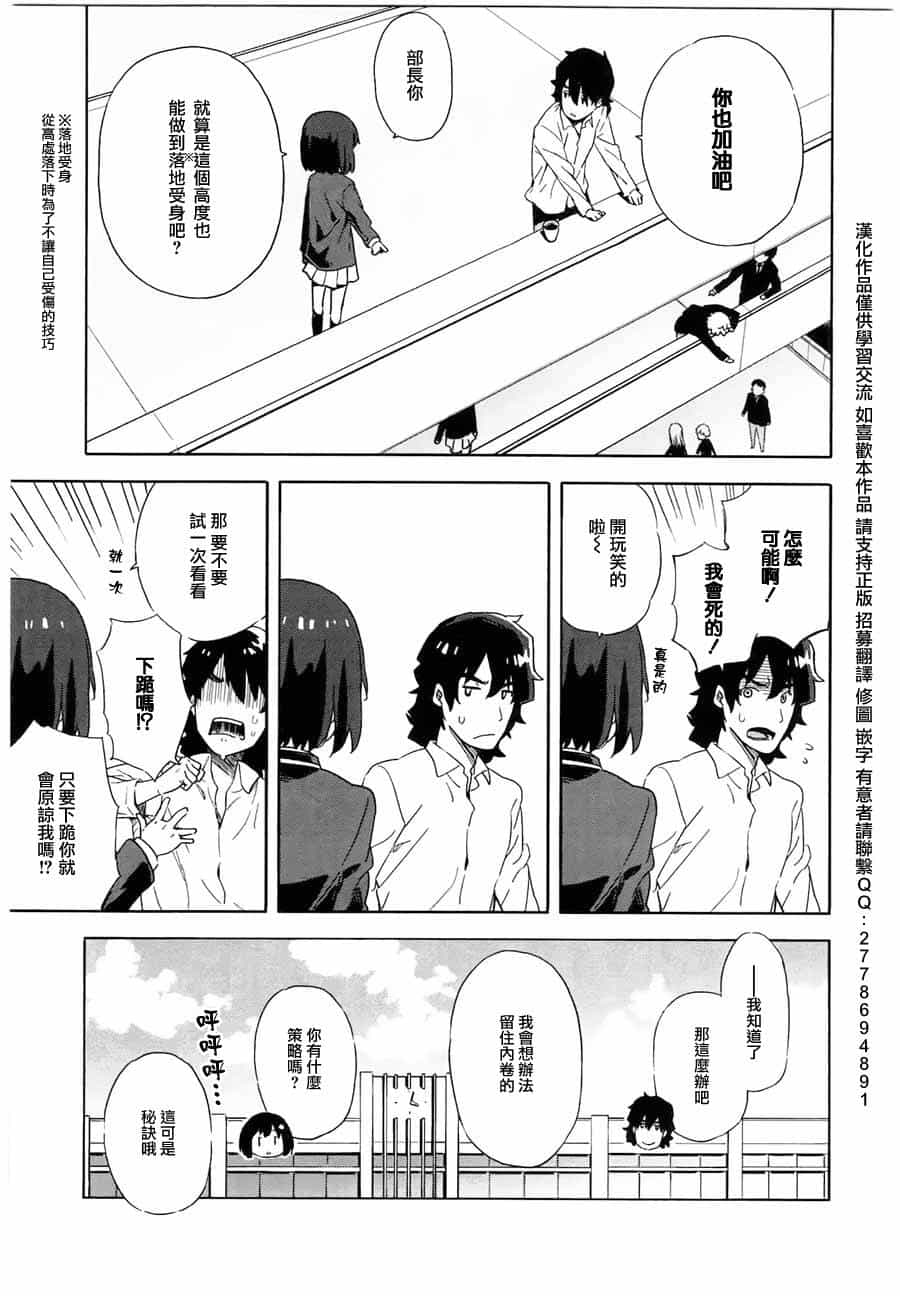 你也加油吧
部長你
就算是這個高度也
能做到落※地受身吧？
※落地受身
從高處落下時為了不讓自己受傷的技巧
怎麼
可能啊！
我會死的！
開玩笑的
啦～
真是的
那要不要
試一次看看
就一次
下跪嗎!?
只要下跪你就
會原諒我嗎!?
──我知道了
那這麼辦吧
我會想辦法
留住內卷的
你有什麼
策略嗎？
呼呼呼…
這可是
秘訣哦
漢化作品僅供學習交流 如喜歡本作品 請支持正版 招募翻譯 修圖 嵌字 有意者請聯繫QQ：2778694891